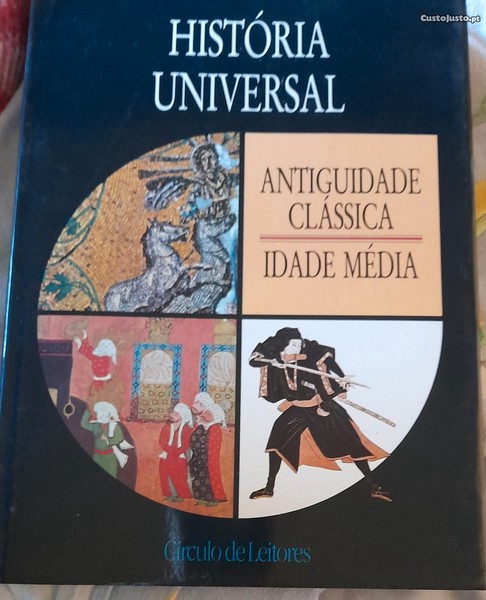 CustoJusto.pt
HISTÓRIA
UNIVERSAL
ANTIGUIDADE
CLÁSSICA
IDADE MÉDIA
Círculo de Leitores